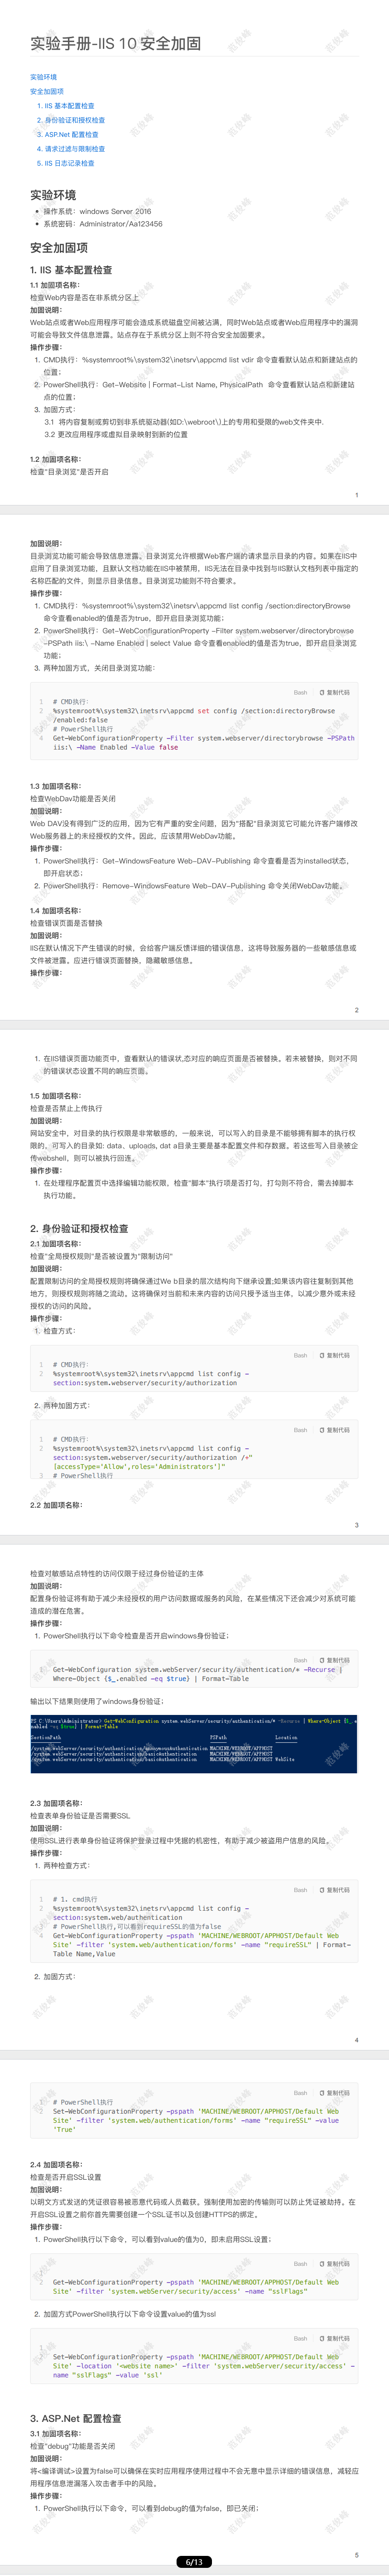 实验手册-IIS 10 安全加固
实验环境
安全加固项
1. IIS 基本配置检查
2. 身份验证和授权检查
3. ASP.Net 配置检查
4. 请求过滤与限制检查
5. IIS 日志记录检查
实验环境
操作系统：windows Server 2016
系统密码：Administrator/Aa123456
安全加固项
1. IIS 基本配置检查
1.1 加固项名称：
检查Web内容是否在非系统分区上
加固说明：
Web站点或者Web应用程序可能会造成系统磁盘空间被沾满，同时Web站点或者Web应用程序中的漏洞
可能会导致文件信息泄露。站点存在于系统分区上则不符合安全加固要求。
操作步骤：
1. CMD执行：%systemroot%\system32\inetsrv\appcmd list vdir 命令查看默认站点和新建站点的
位置；
2. PowerShell执行：Get-Website | Format-List Name, PhysicalPath 命令查看默认站点和新建站
点的位置；
3. 加固方式：
3.1 将内容复制或剪切到非系统驱动器(如D:\webroot\)上的专用和受限的web文件夹中.
3.2 更改应用程序或虚拟目录映射到新的位置
1.2 加固项名称：
检查"目录浏览"是否开启
1
加固说明：
目录浏览功能可能会导致信息泄露。目录浏览允许根据Web客户端的请求显示目录的内容。如果在IIS中
启用了目录浏览功能，且默认文档功能在IIS中被禁用，IIS无法在目录中找到与IIS默认文档列表中指定的
名称匹配的文件，则显示目录信息。目录浏览功能则不符合要求。
操作步骤：
1. CMD执行：%systemroot%\system32\inetsrv\appcmd list config /section:directoryBrowse
命令查看enabled的值是否为true，即开启目录浏览功能；
2. PowerShell执行：Get-WebConfigurationProperty -Filter system.webserver/directorybrowse
-PSPath iis:\ -Name Enabled | select Value 命令查看enabled的值是否为true，即开启目录浏览
功能；
3. 两种加固方式，关闭目录浏览功能：
Bash 复制代码
1 # CMD执行：
2 %systemroot%\system32\inetsrv\appcmd set config /section:directoryBrowse
/enabled:false
3 # PowerShell执行
4 Get-WebConfigurationProperty -Filter system.webserver/directorybrowse -PSPath
iis:\ -Name Enabled -Value false
1.3 加固项名称：
检查WebDav功能是否关闭
加固说明：
Web DAV没有得到广泛的应用，因为它有严重的安全问题，因为"搭配"目录浏览它可能允许客户端修改
Web服务器上的未经授权的文件。因此，应该禁用WebDav功能。
操作步骤：
1. PowerShell执行：Get-WindowsFeature Web-DAV-Publishing 命令查看是否为installed状态，
即开启状态；
2. PowerShell执行：Remove-WindowsFeature Web-DAV-Publishing 命令关闭WebDav功能。
1.4 加固项名称：
检查错误页面是否替换
加固说明：
IIS在默认情况下产生错误的时候，会给客户端反馈详细的错误信息，这将导致服务器的一些敏感信息或
文件被泄露。应进行错误页面替换，隐藏敏感信息。
操作步骤：
2
1. 在IIS错误页面功能页中，查看默认的错误状,态对应的响应页面是否被替换。若未被替换，则对不同
的错误状态设置不同的响应页面。
1.5 加固项名称：
检查是否禁止上传执行
加固说明：
网站安全中，对目录的执行权限是非常敏感的，一般来说，可以写入的目录是不能够拥有脚本的执行权
限的，可写入的目录如: data、uploads, dat a目录主要是基本配置文件和存数据。若这些写入目录被企
传webshell，则可以被执行回连。
操作步骤：
1. 在处理程序配置页中选择编辑功能权限，检查"脚本"执行项是否打勾，打勾则不符合，需去掉脚本
执行功能。
2. 身份验证和授权检查
2.1 加固项名称：
检查"全局授权规则"是否被设置为"限制访问"
加固说明：
配置限制访问的全局授权规则将确保通过We b目录的层次结构向下继承设置;如果该内容往复制到其他
地方，则授权规则将随之流动。这将确保对当前和未来内容的访问只授予适当主体，以减少意外或未经
授权的访问的风险。
操作步骤：
1. 检查方式：
Bash 复制代码
1 # CMD执行：
2 %systemroot%\system32\inetsrv\appcmd list config -
section:system.webserver/security/authorization
2. 两种加固方式：
Bash 复制代码
1 # CMD执行：
2 %systemroot%\system32\inetsrv\appcmd list config -
section:system.webserver/security/authorization /+"
[accessType='Allow',roles='Administrators']"
3 # PowerShell执行
2.2 加固项名称：
3
检查对敏感站点特性的访问仅限于经过身份验证的主体
加固说明：
配置身份验证将有助于减少未经授权的用户访问数据或服务的风险，在某些情况下还会减少对系统可能
造成的潜在危害。
操作步骤：
1. PowerShell执行以下命令检查是否开启windows身份验证；
Bash 复制代码
1 Get-WebConfiguration system.webServer/security/authentication/* -Recurse |
Where-Object {$_.enabled -eq $true} | Format-Table
输出以下结果则使用了windows身份验证；
PS C:\Users\Administrator> Get-WebConfiguration system.webServer/security/authentication/* -Recurse | Where-Object {$_.e
nabled -eq $true} | Format-Table
SectionPath PSPath Location
/system.webServer/security/authentication/anonymousAuthentication MACHINE/WEBROOT/APPHOST
/system.webServer/security/authentication/basicAuthentication MACHINE/WEBROOT/APPHOST
/system.webServer/security/authentication/basicAuthentication MACHINE/WEBROOT/APPHOST WebSite
2.3 加固项名称：
检查表单身份验证是否需要SSL
加固说明：
使用SSL进行表单身份验证将保护登录过程中凭据的机密性，有助于减少被盗用户信息的风险。
操作步骤：
1. 两种检查方式：
Bash 复制代码
1 # 1. cmd执行
2 %systemroot%\system32\inetsrv\appcmd list config -
section:system.web/authentication
3 # PowerShell执行,可以看到requireSSL的值为false
4 Get-WebConfigurationProperty -pspath 'MACHINE/WEBROOT/APPHOST/Default Web
Site' -filter 'system.web/authentication/forms' -name "requireSSL" | Format-
Table Name,Value
2. 加固方式：
4
Bash 复制代码
1 # PowerShell执行
2 Set-WebConfigurationProperty -pspath 'MACHINE/WEBROOT/APPHOST/Default Web
Site' -filter 'system.web/authentication/forms' -name "requireSSL" -value
'True'
2.4 加固项名称：
检查是否开启SSL设置
加固说明：
以明文方式发送的凭证很容易被恶意代码或人员截获。强制使用加密的传输则可以防止凭证被劫持。在
开启SSL设置之前你首先需要创建一个SSL证书以及创建HTTPS的绑定。
操作步骤：
1. PowerShell执行以下命令，可以看到value的值为0，即未启用SSL设置；
Bash 复制代码
1
2 Get-WebConfigurationProperty -pspath 'MACHINE/WEBROOT/APPHOST/Default Web
Site' -filter 'system.webServer/security/access' -name "sslFlags"
2. 加固方式PowerShell执行以下命令设置value的值为ssl
Bash 复制代码
1
2 Set-WebConfigurationProperty -pspath 'MACHINE/WEBROOT/APPHOST/Default Web
Site' -location '<website name>' -filter 'system.webServer/security/access' -
name "sslFlags" -value 'ssl'
3. ASP.Net 配置检查
3.1 加固项名称：
检查"debug"功能是否关闭
加固说明：
将<编译调试>设置为false可以确保在实时应用程序使用过程中不会无意中显示详细的错误信息，减轻应
用程序信息泄漏落入攻击者手中的风险。
操作步骤：
1. PowerShell执行以下命令，可以看到debug的值为false，即已关闭；
5
6/13